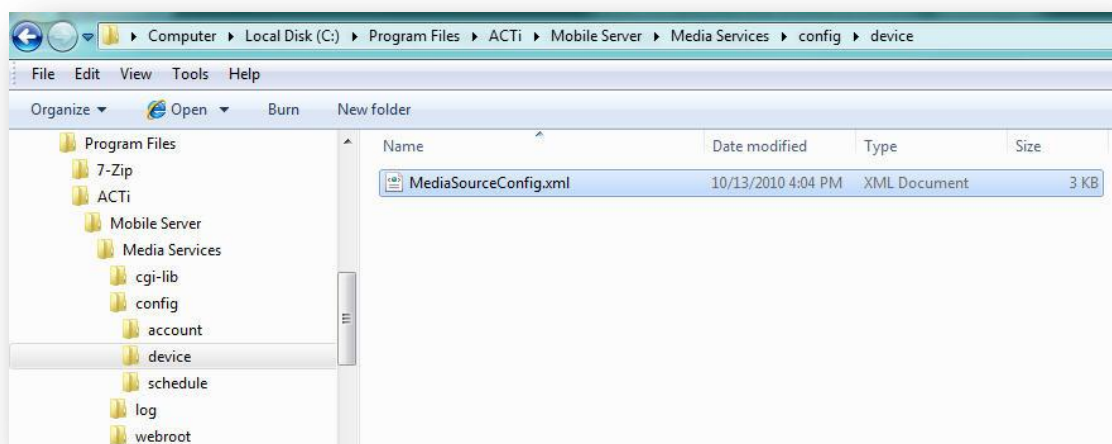 Computer Local Disk (C:) Program Files ACTi Mobile Server Media Services config device
File Edit View Tools Help
Organize Open Burn New folder
Program Files
7-Zip
ACTi
Mobile Server
Media Services
cgi-lib
config
account
device
schedule
log
webroot
Name Date modified Type Size
MediaSourceConfig.xml 10/13/2010 4:04 PM XML Document 3 KB